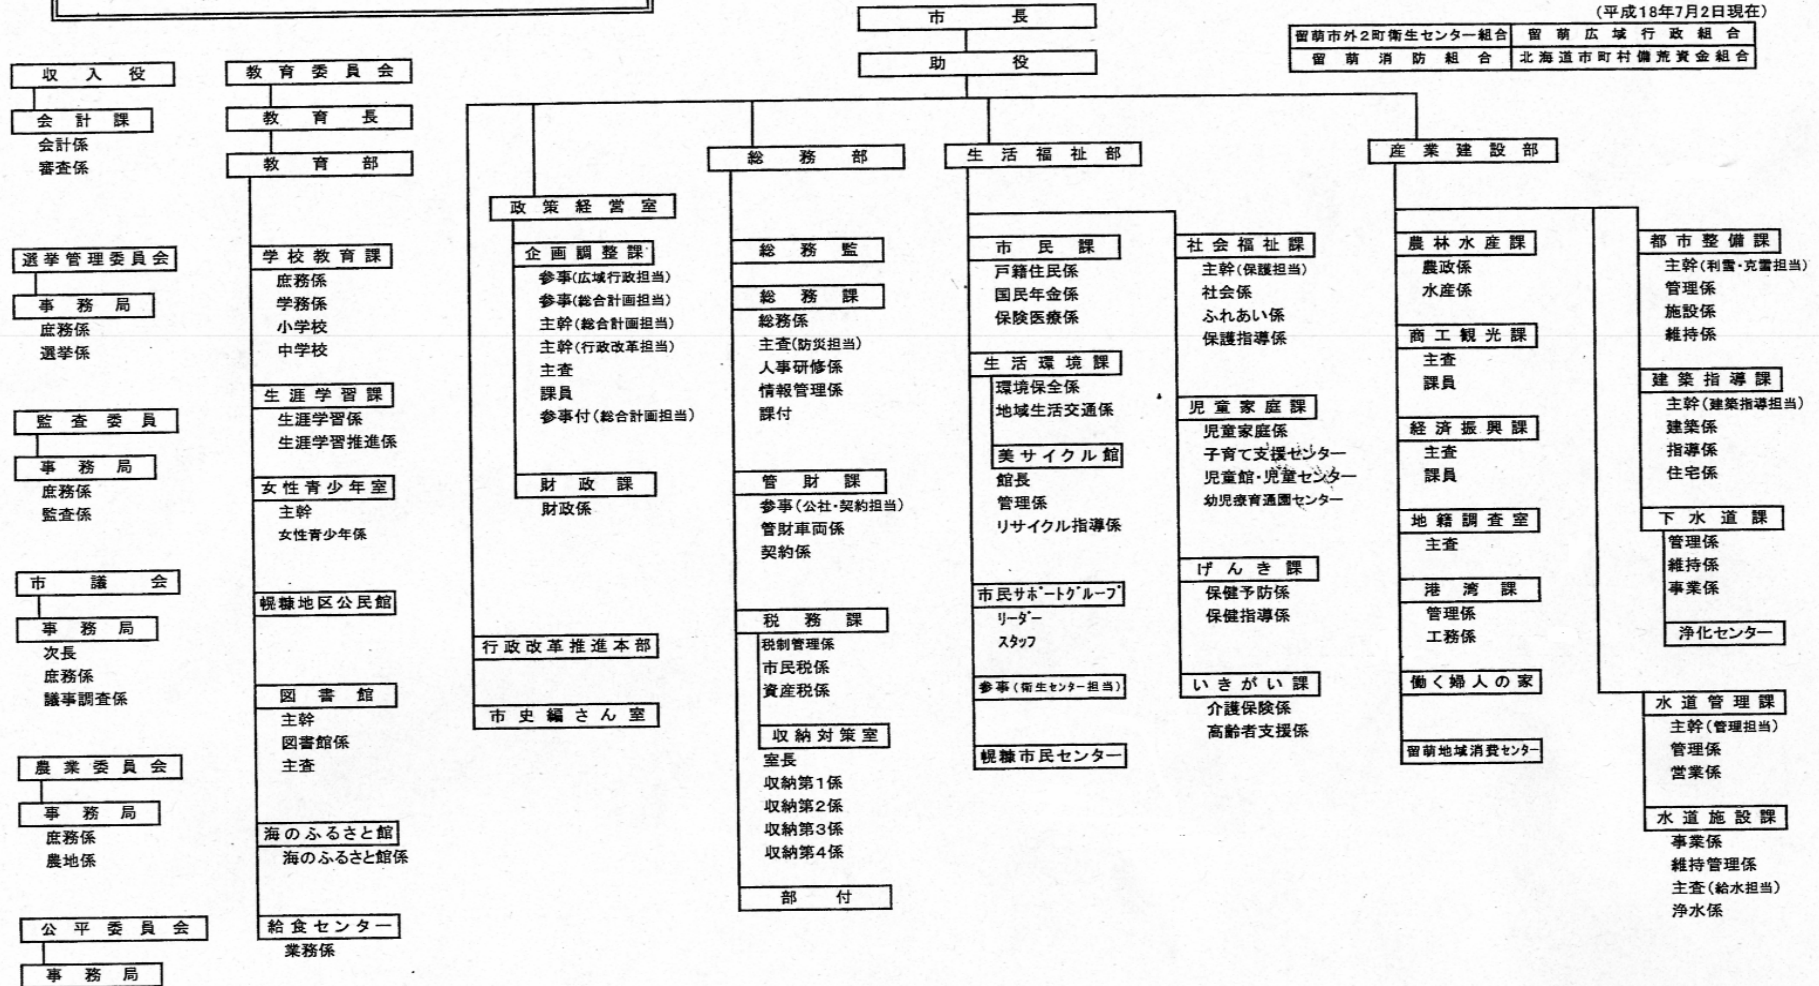 市長
助役
(平成18年7月2日現在)
留萌市外2町衛生センター組合 留萌広域行政組合
留萌消防組合 北海道市町村備荒資金組合
収入役
会計課
会計係
審査係
選挙管理委員会
事務局
庶務係
選挙係
監査委員
事務局
庶務係
監査係
市議会
事務局
次長
庶務係
議事調査係
農業委員会
事務局
庶務係
農地係
公平委員会
事務局
教育委員会
教育長
教育部
学校教育課
庶務係
学務係
小学校
中学校
生涯学習課
生涯学習係
生涯学習推進係
女性青少年室
主幹
女性青少年係
幌糠地区公民館
図書館
主幹
図書館係
主査
海のふるさと館
海のふるさと館係
給食センター
業務係
政策経営室
企画調整課
参事(広域行政担当)
参事(総合計画担当)
主幹(総合計画担当)
主幹(行政改革担当)
主査
課員
参事付(総合計画担当)
財政課
財政係
行政改革推進本部
市史編さん室
総務部
総務監
総務課
総務係
主査(防災担当)
人事研修係
情報管理係
課付
管財課
参事(公社・契約担当)
管財車両係
契約係
税務課
税制管理係
市民税係
資産税係
収納対策室
室長
収納第1係
収納第2係
収納第3係
収納第4係
部付
生活福祉部
市民課
戸籍住民係
国民年金係
保険医療係
生活環境課
環境保全係
地域生活交通係
美サイクル館
館長
管理係
リサイクル指導係
市民サポートグループ
リーダー
スタッフ
参事(衛生センター担当)
幌糠市民センター
社会福祉課
主幹(保護担当)
社会係
ふれあい係
保護指導係
児童家庭課
児童家庭係
子育て支援センター
児童館・児童センター
幼児療育通園センター
げんき課
保健予防係
保健指導係
いきがい課
介護保険係
高齢者支援係
産業建設部
農林水産課
農政係
水産係
商工観光課
主査
課員
経済振興課
主査
課員
地籍調査室
主査
港湾課
管理係
工務係
働く婦人の家
留萌地域消費センター
都市整備課
主幹(利雪・克雪担当)
管理係
施設係
維持係
建築指導課
主幹(建築指導担当)
建築係
指導係
住宅係
下水道課
管理係
維持係
事業係
浄化センター
水道管理課
主幹(管理担当)
管理係
営業係
水道施設課
事業係
維持管理係
主査(給水担当)
浄水係